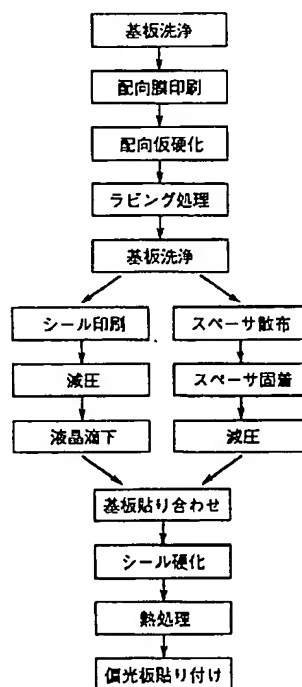 基板洗浄
配向膜印刷
配向仮硬化
ラビング処理
基板洗浄
シール印刷
スペーサ散布
減圧
スペーサ固着
液晶滴下
減圧
基板貼り合わせ
シール硬化
熱処理
偏光板貼り付け